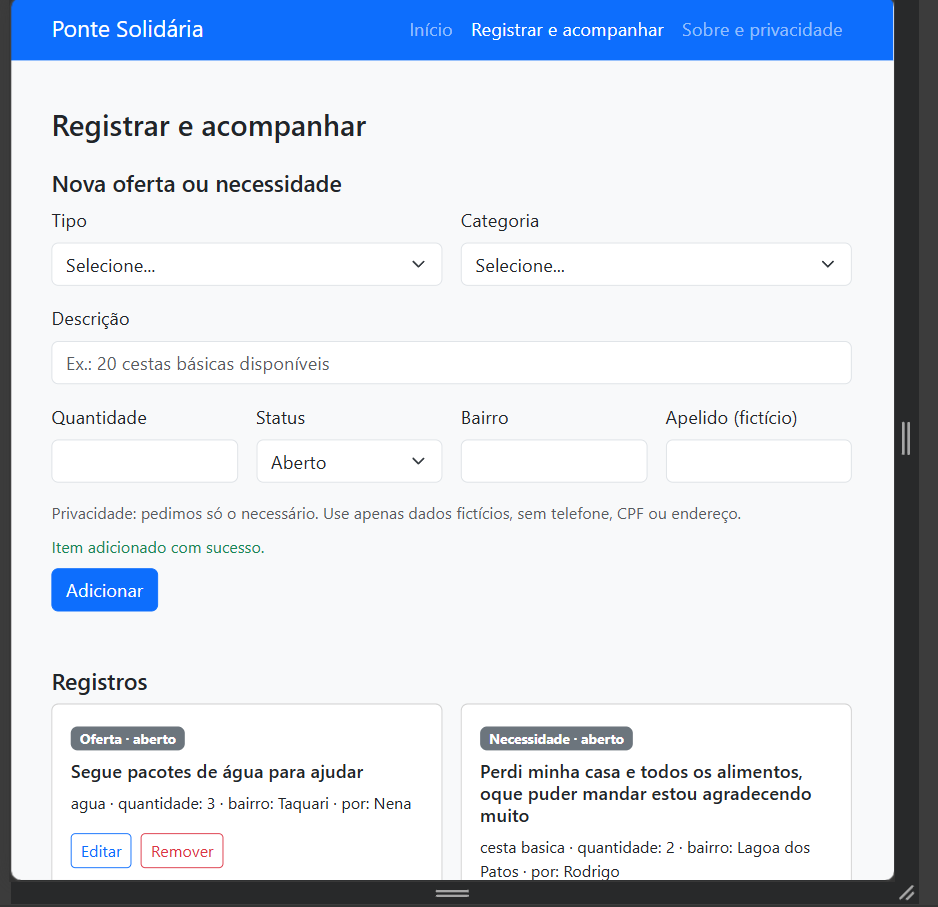 Ponte Solidária
Início
Registrar e acompanhar
Sobre e privacidade
Registrar e acompanhar
Nova oferta ou necessidade
Tipo
Categoria
Selecione...
Selecione...
Descrição
Ex.: 20 cestas básicas disponíveis
Quantidade
Status
Bairro
Apelido (fictício)
Aberto
Privacidade: pedimos só o necessário. Use apenas dados fictícios, sem telefone, CPF ou endereço.
Item adicionado com sucesso.
Adicionar
Registros
Oferta · aberto
Segue pacotes de água para ajudar
agua · quantidade: 3 · bairro: Taquari · por: Nena
Editar
Remover
Necessidade · aberto
Perdi minha casa e todos os alimentos,
oque puder mandar estou agradecendo
muito
cesta basica · quantidade: 2 · bairro: Lagoa dos
Patos · por: Rodrigo